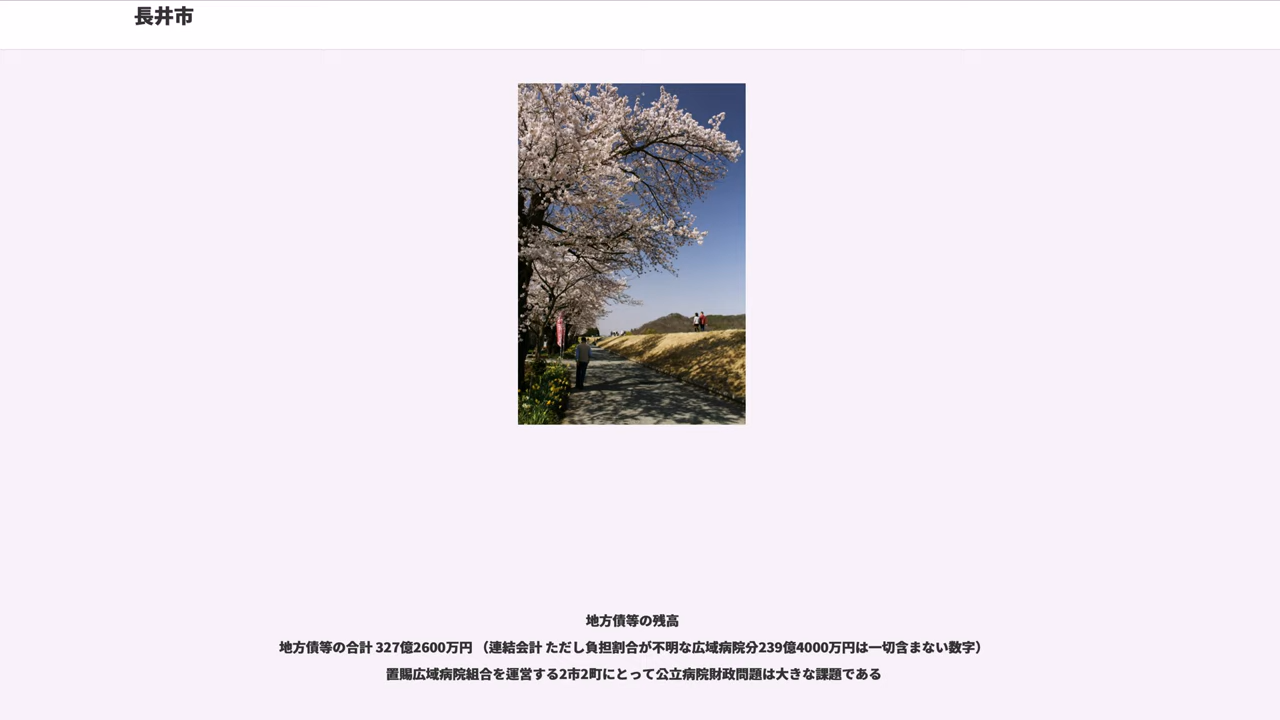 長井市
地方債等の残高
地方債等の合計 327億2600万円 （連結会計 ただし負担割合が不明な広域病院分239億4000万円は一切含まない数字）
置賜広域病院組合を運営する2市2町にとって公立病院財政問題は大きな課題である